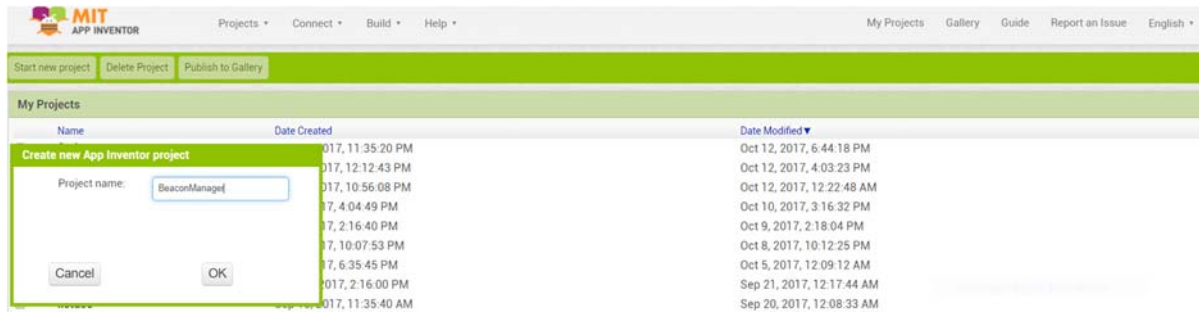 MIT
APP INVENTOR
Projects Connect Build Help My Projects Gallery Guide Report an Issue English
Start new project Delete Project Publish to Gallery
My Projects
Name Date Created Date Modified
Create new App Inventor project
Project name: BeaconManager
Cancel OK
017, 11:35:20 PM Oct 12, 2017, 6:44:18 PM
017, 12:12:43 PM Oct 12, 2017, 4:03:23 PM
17, 10:56:08 PM Oct 12, 2017, 12:22:48 AM
17, 4:04:49 PM Oct 10, 2017, 3:16:32 PM
17, 2:16:40 PM Oct 9, 2017, 2:18:04 PM
17, 10:07:53 PM Oct 8, 2017, 10:12:25 PM
17, 6:35:45 PM Oct 5, 2017, 12:09:12 AM
017, 2:16:00 PM Sep 21, 2017, 12:17:44 AM
2017, 11:35:40 AM Sep 20, 2017, 12:08:33 AM